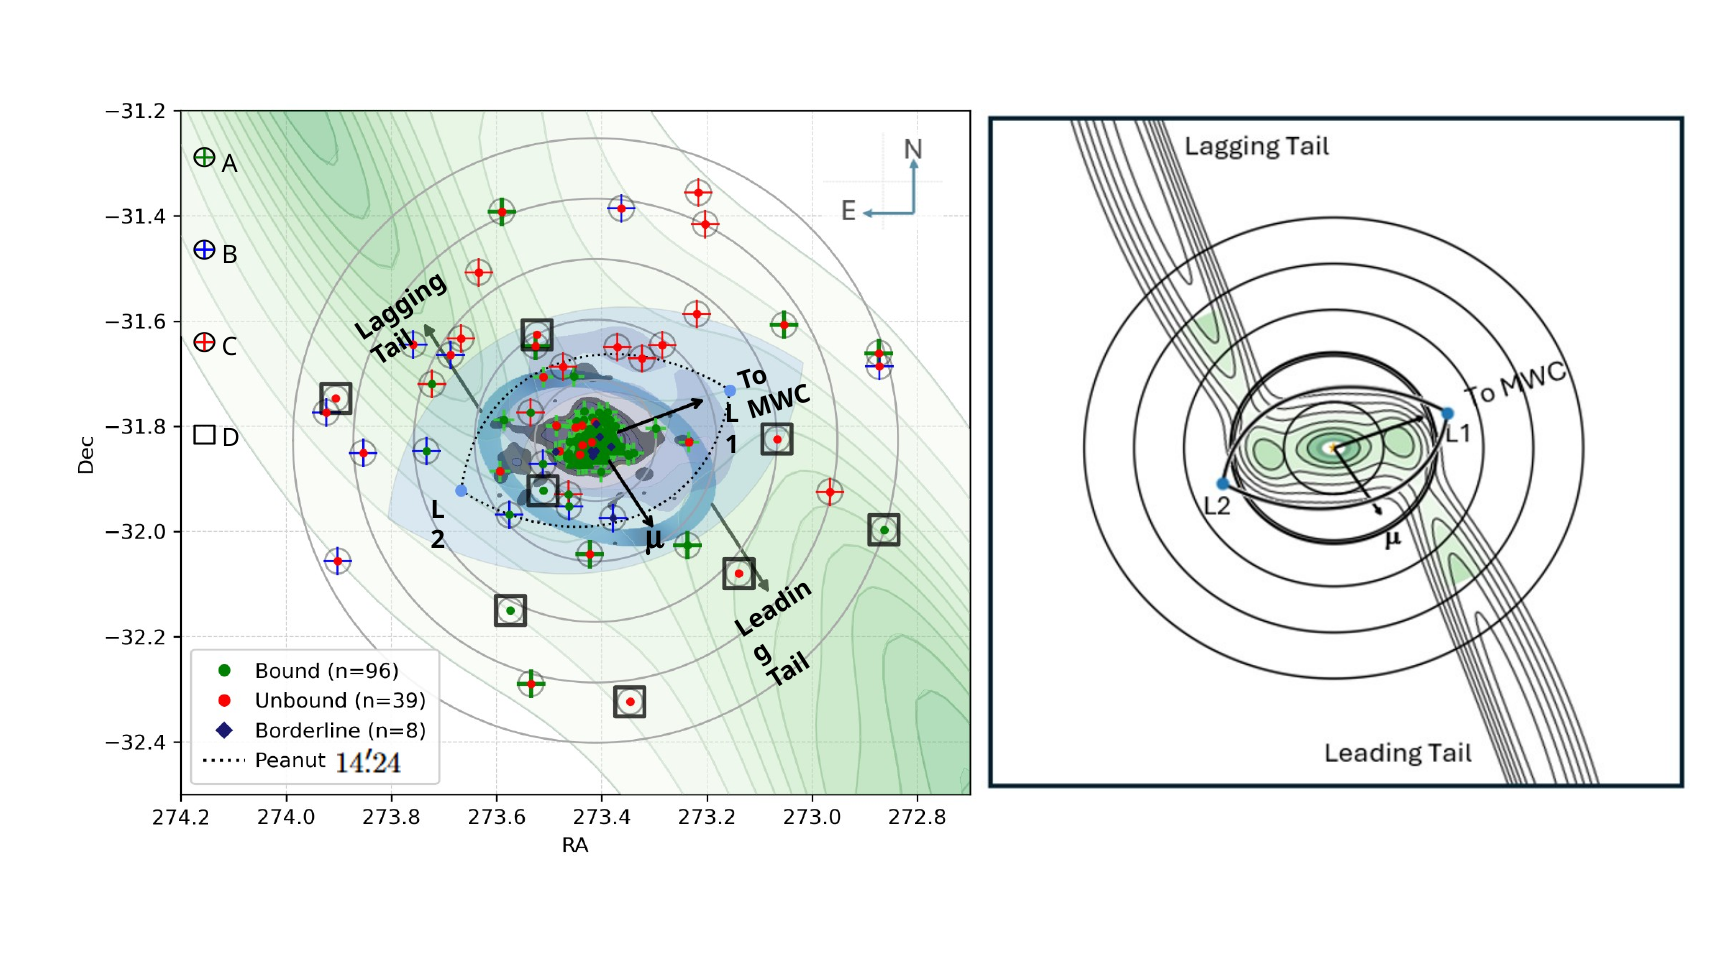 −31.2
−31.4
−31.6
−31.8
−32.0
−32.2
−32.4
Dec
274.2
274.0
273.8
273.6
273.4
273.2
273.0
272.8
RA
A
B
C
D
N
E
Lagging
Tail
To
MWC
L
1
L
2
μ
Leadin
g
Tail
Bound (n=96)
Unbound (n=39)
Borderline (n=8)
Peanut 14′.24
Lagging Tail
To MWC
L1
L2
μ
Leading Tail